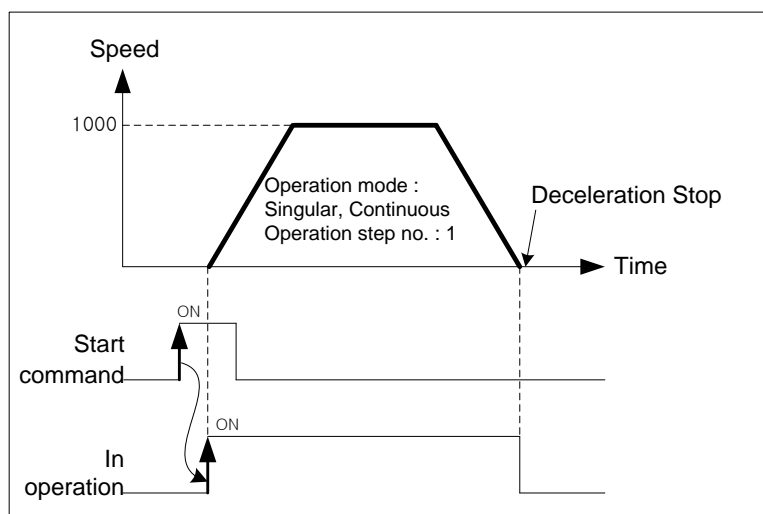 Speed
1000
Operation mode :
Singular, Continuous
Operation step no. : 1
Deceleration Stop
Time
ON
Start
command
ON
In
operation